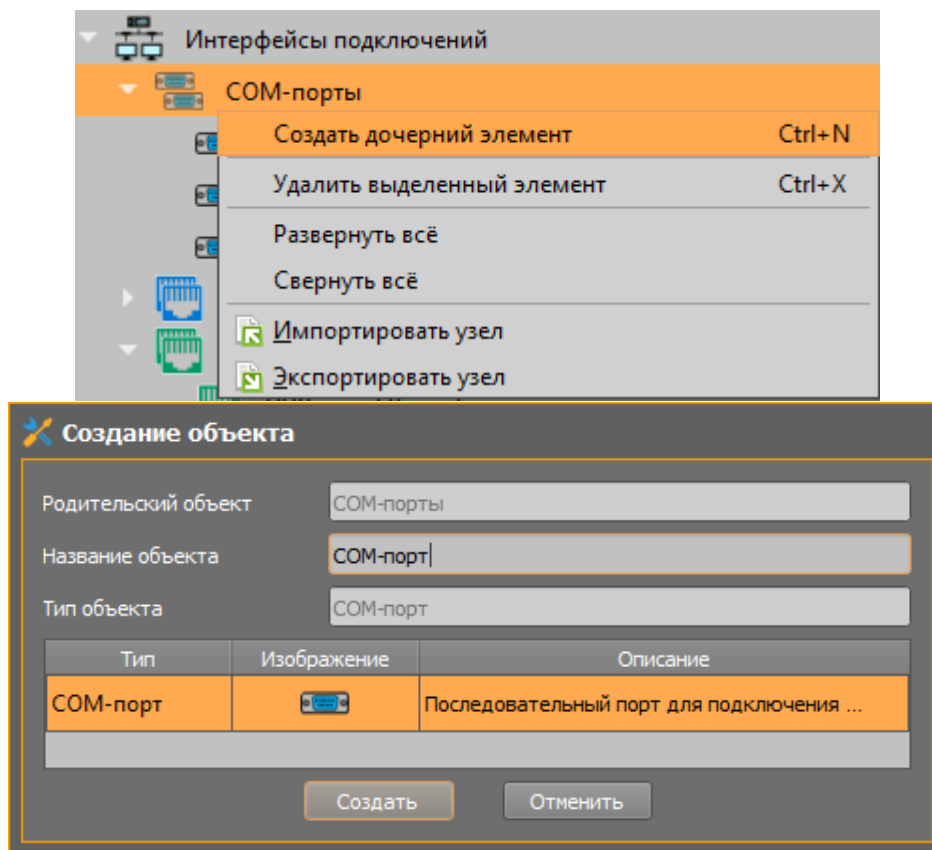 Интерфейсы подключений
COM-порты
Создать дочерний элемент Ctrl+N
Удалить выделенный элемент Ctrl+X
Развернуть всё
Свернуть всё
Импортировать узел
Экспортировать узел
Создание объекта
Родительский объект COM-порты
Название объекта COM-порт
Тип объекта COM-порт
Тип Изображение Описание
COM-порт Последовательный порт для подключения ...
Создать Отменить